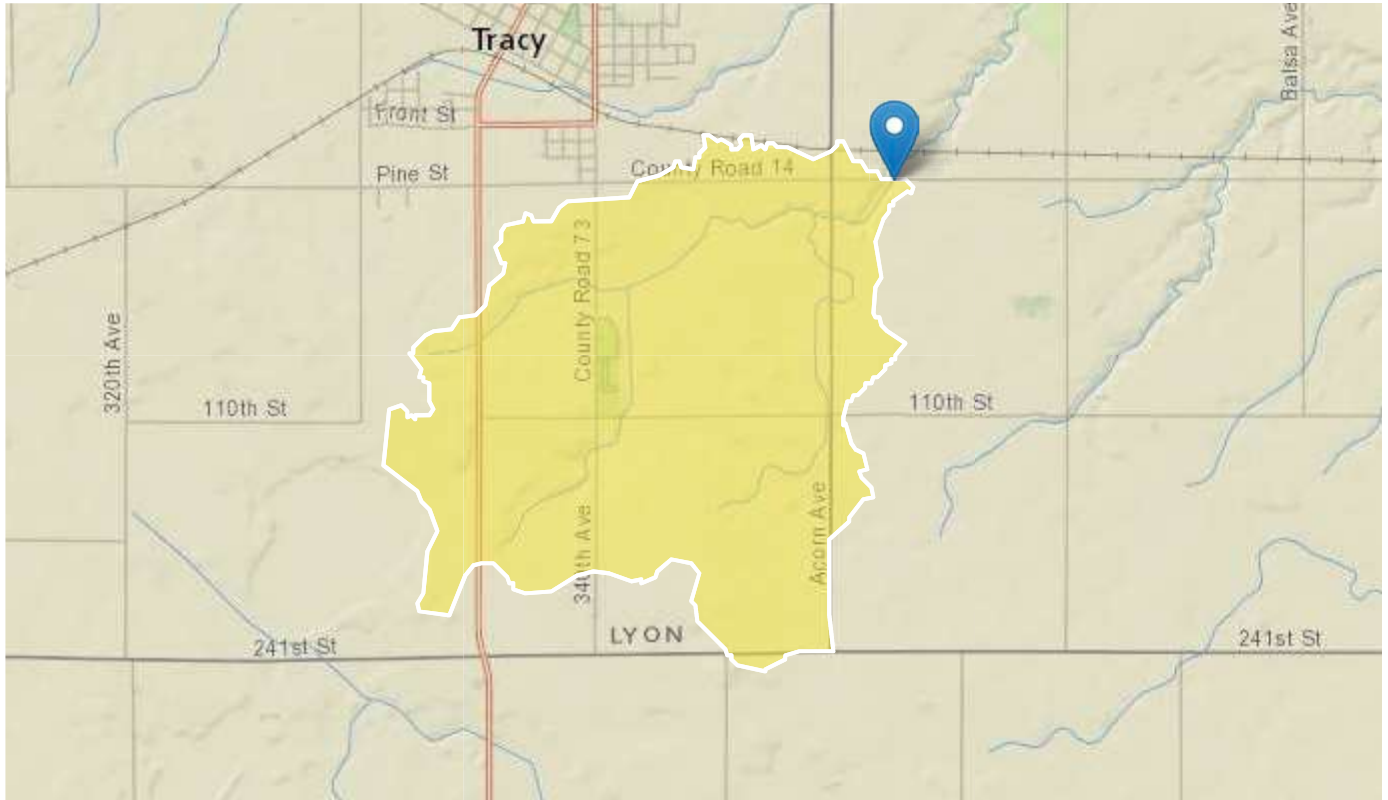 Balsa Ave
Tracy
Front St
Pine St
County Road 14
County Road 73
320th Ave
110th St
110th St
Acorn Ave
340th Ave
LYON
241st St
241st St